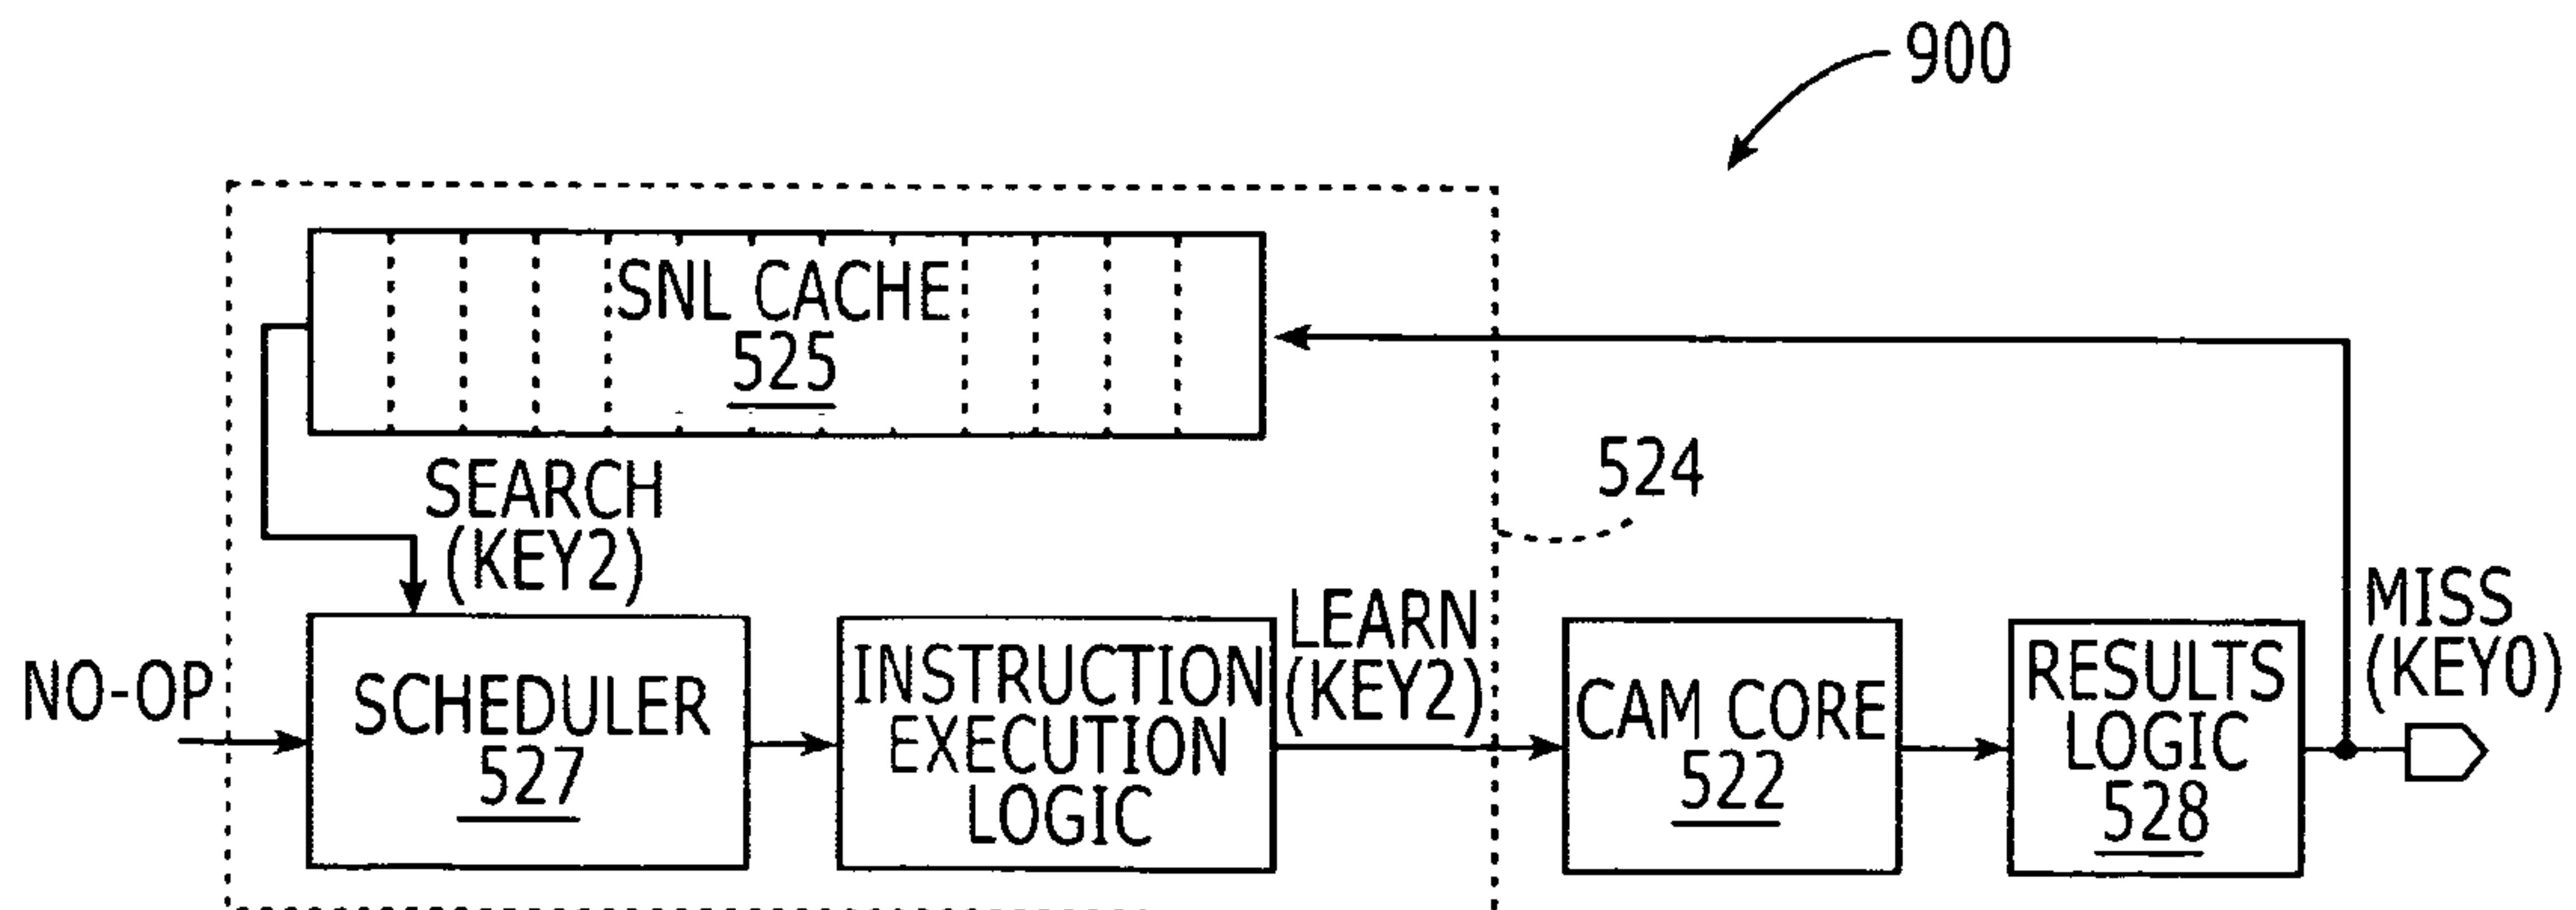 900
SNL CACHE
525
524
SEARCH
(KEY2)
NO-OP
SCHEDULER
527
INSTRUCTION
EXECUTION
LOGIC
LEARN
(KEY2)
CAM CORE
522
RESULTS
LOGIC
528
MISS
(KEY0)